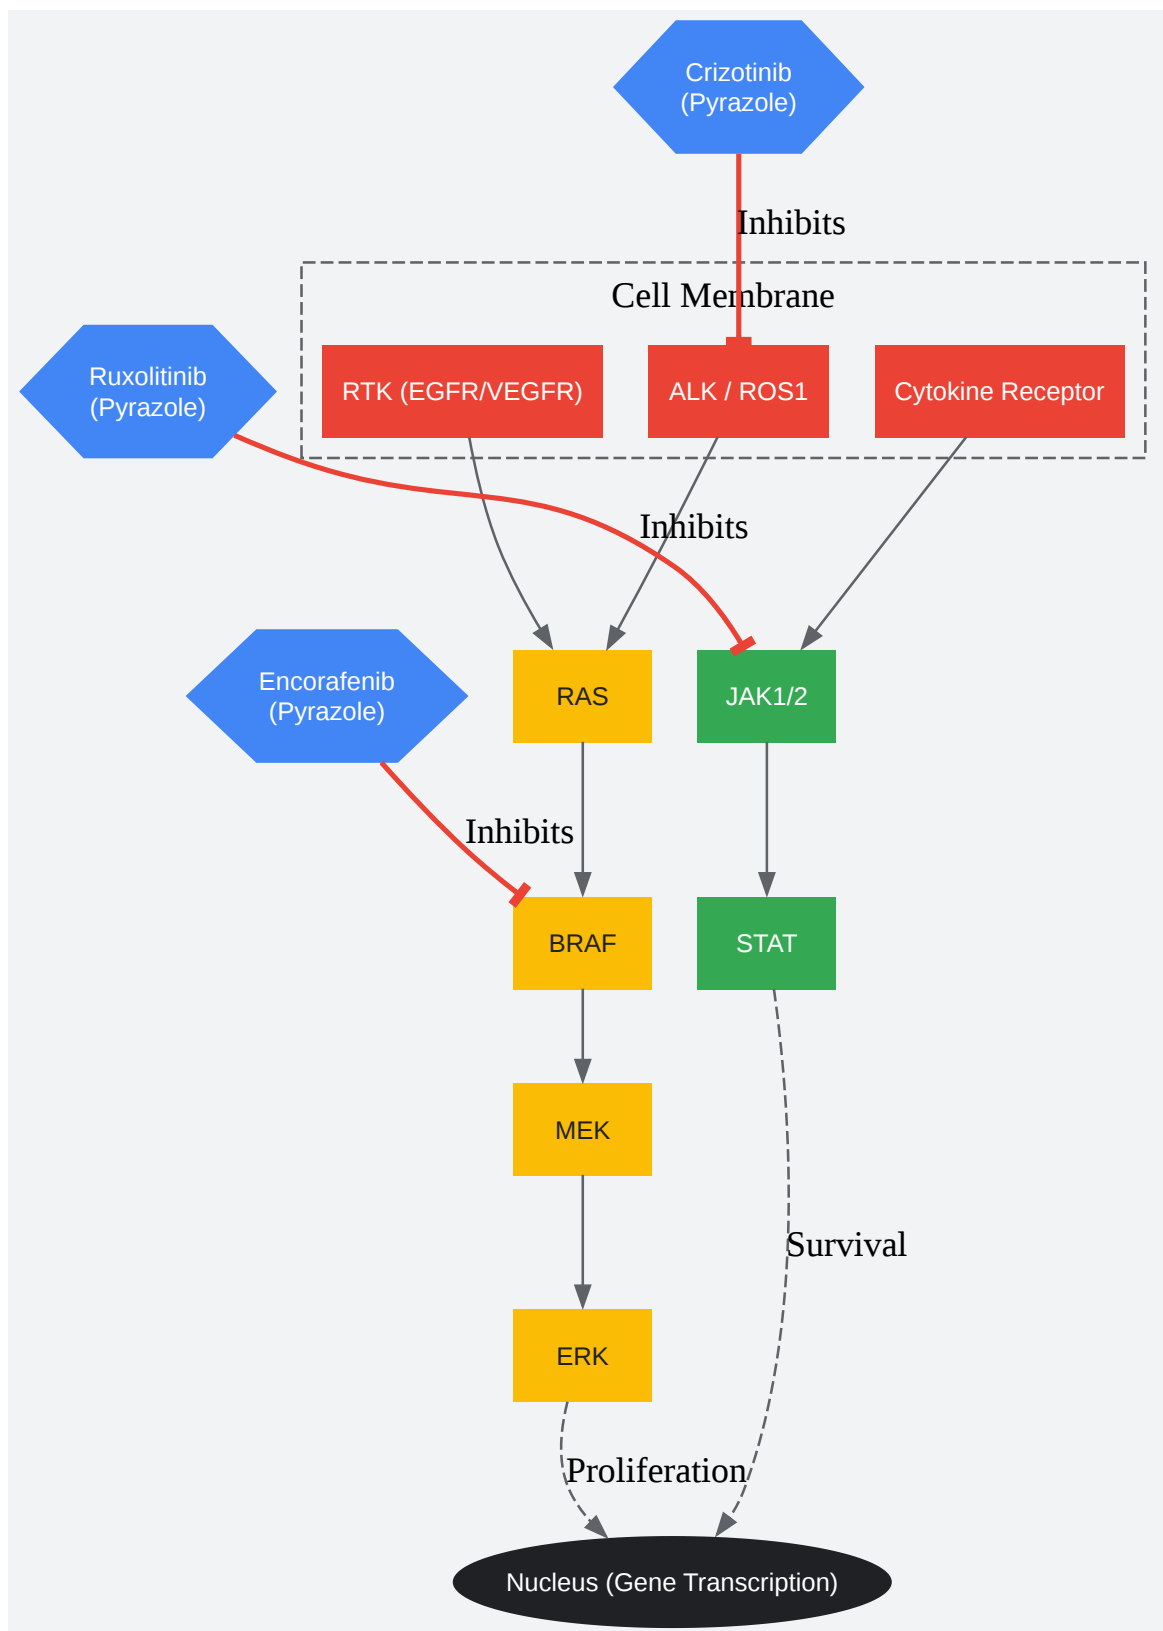 Crizotinib
(Pyrazole)
Inhibits
Cell Membrane
Ruxolitinib
(Pyrazole)
RTK (EGFR/VEGFR)
ALK / ROS1
Cytokine Receptor
Inhibits
Encorafenib
(Pyrazole)
RAS
JAK1/2
Inhibits
BRAF
STAT
MEK
Survival
ERK
Proliferation
Nucleus (Gene Transcription)